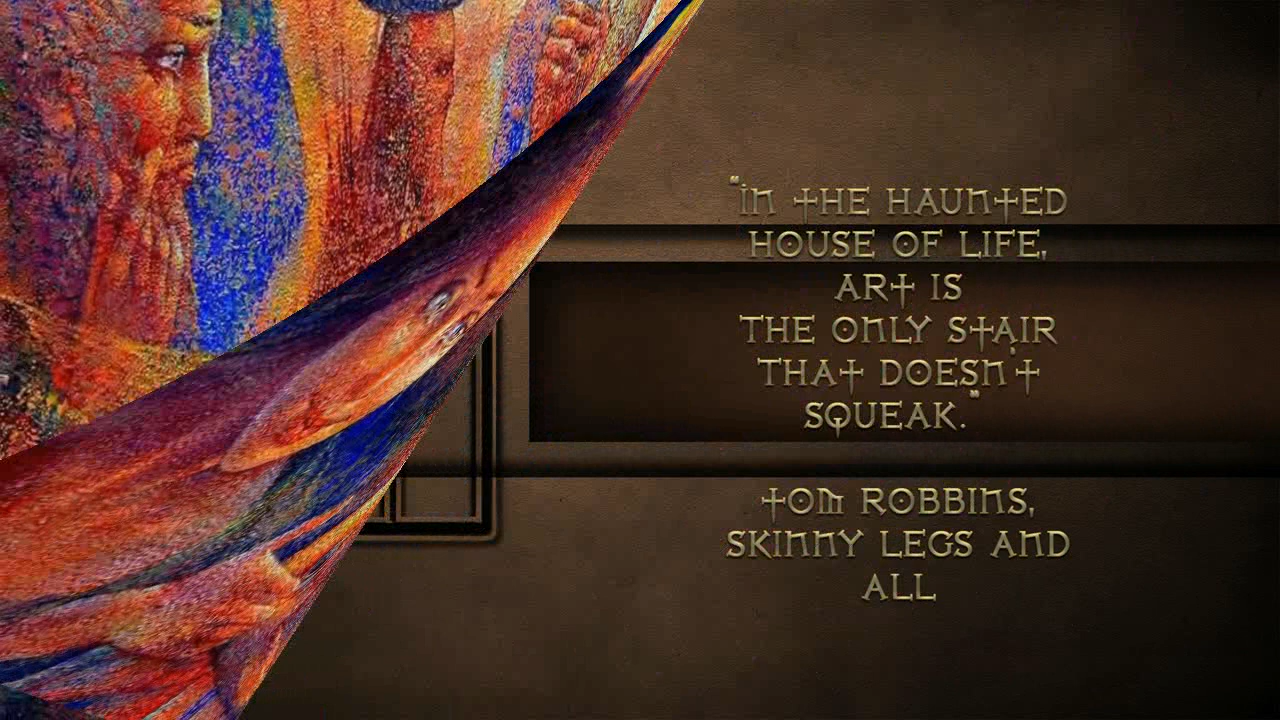 "IN THE HAUNTED
HOUSE OF LIFE,
ART IS
THE ONLY STAIR
THAT DOESN'T
SQUEAK."
TOM ROBBINS,
SKINNY LEGS AND
ALL